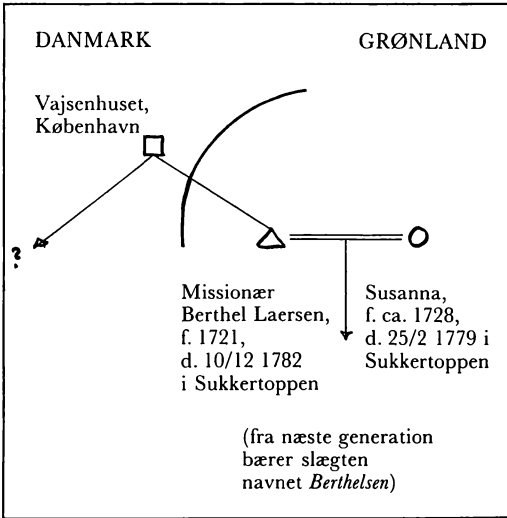 DANMARK
GRØNLAND
Vajsenhuset,
København
?
Missionær
Berthel Laersen,
f. 1721,
d. 10/12 1782
i Sukkertoppen
Susanna,
f. ca. 1728,
d. 25/2 1779 i
Sukkertoppen
(fra næste generation
bærer slægten
navnet Berthelsen)